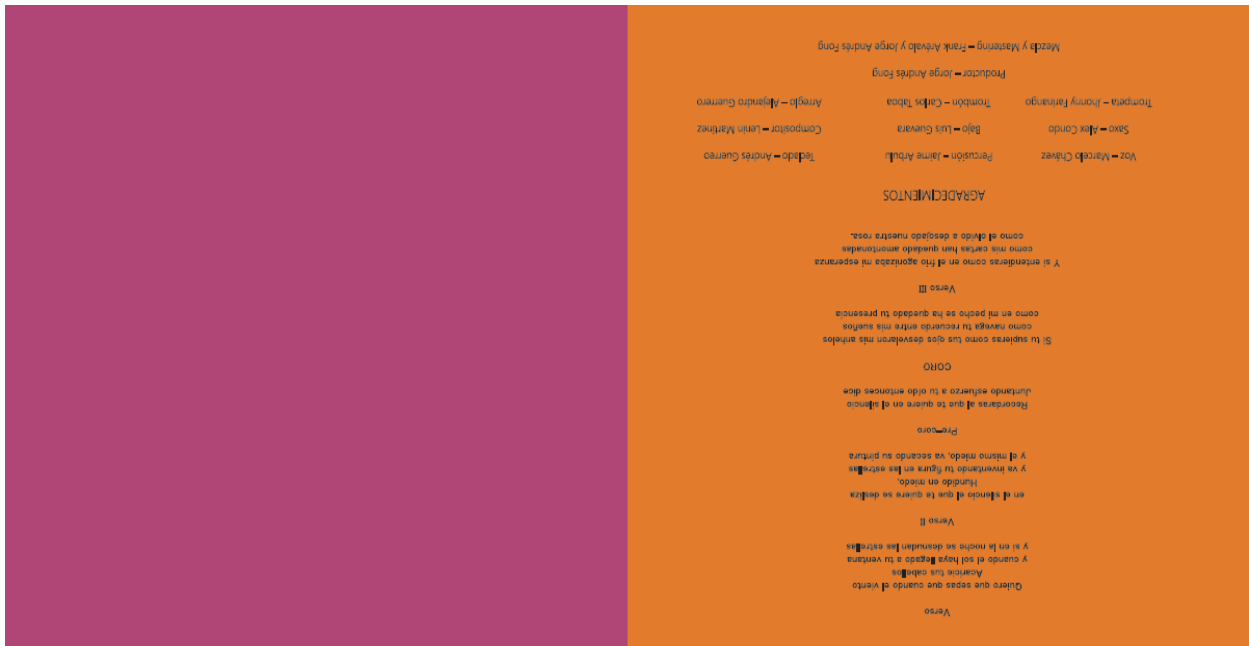 Verso
Quiero que sepas que cuando el viento
Acaricie tus cabellos
y cuando el sol haya llegado a tu ventana
y si en la noche se desnudan las estrellas
Verso II
en el silencio el que te quiere se desliza
Hundido en miedo,
y va inventando tu figura en las estrellas
y el mismo miedo, va secando su pintura
Pre-coro
Recordaras al que te quiere en el silencio
Juntando esfuerzo a tu oído entonces dice
CORO
Si tu supieras como tus ojos desvelaron mis anhelos
como navega tu recuerdo entre mis sueños
como en mi pecho se ha quedado tu presencia
Verso III
Y si entendieras como en el frío agonizaba mi esperanza
como mis cartas han quedado amontonadas
como el olvido a desojado nuestra rosa.
AGRADECIMIENTOS
Voz – Marcelo Chávez Percusión – Jaime Arbulu Teclado – Andrés Guerreo
Saxo – Alex Condo Bajo – Luis Guevara Compositor – Lenin Martínez
Trompeta – Jhonny Farinango Trombón – Carlos Taboa Arreglo – Alejandro Guerrero
Productor – Jorge Andrés Fong
Mezcla y Mastering – Frank Arévalo y Jorge Andrés Fong